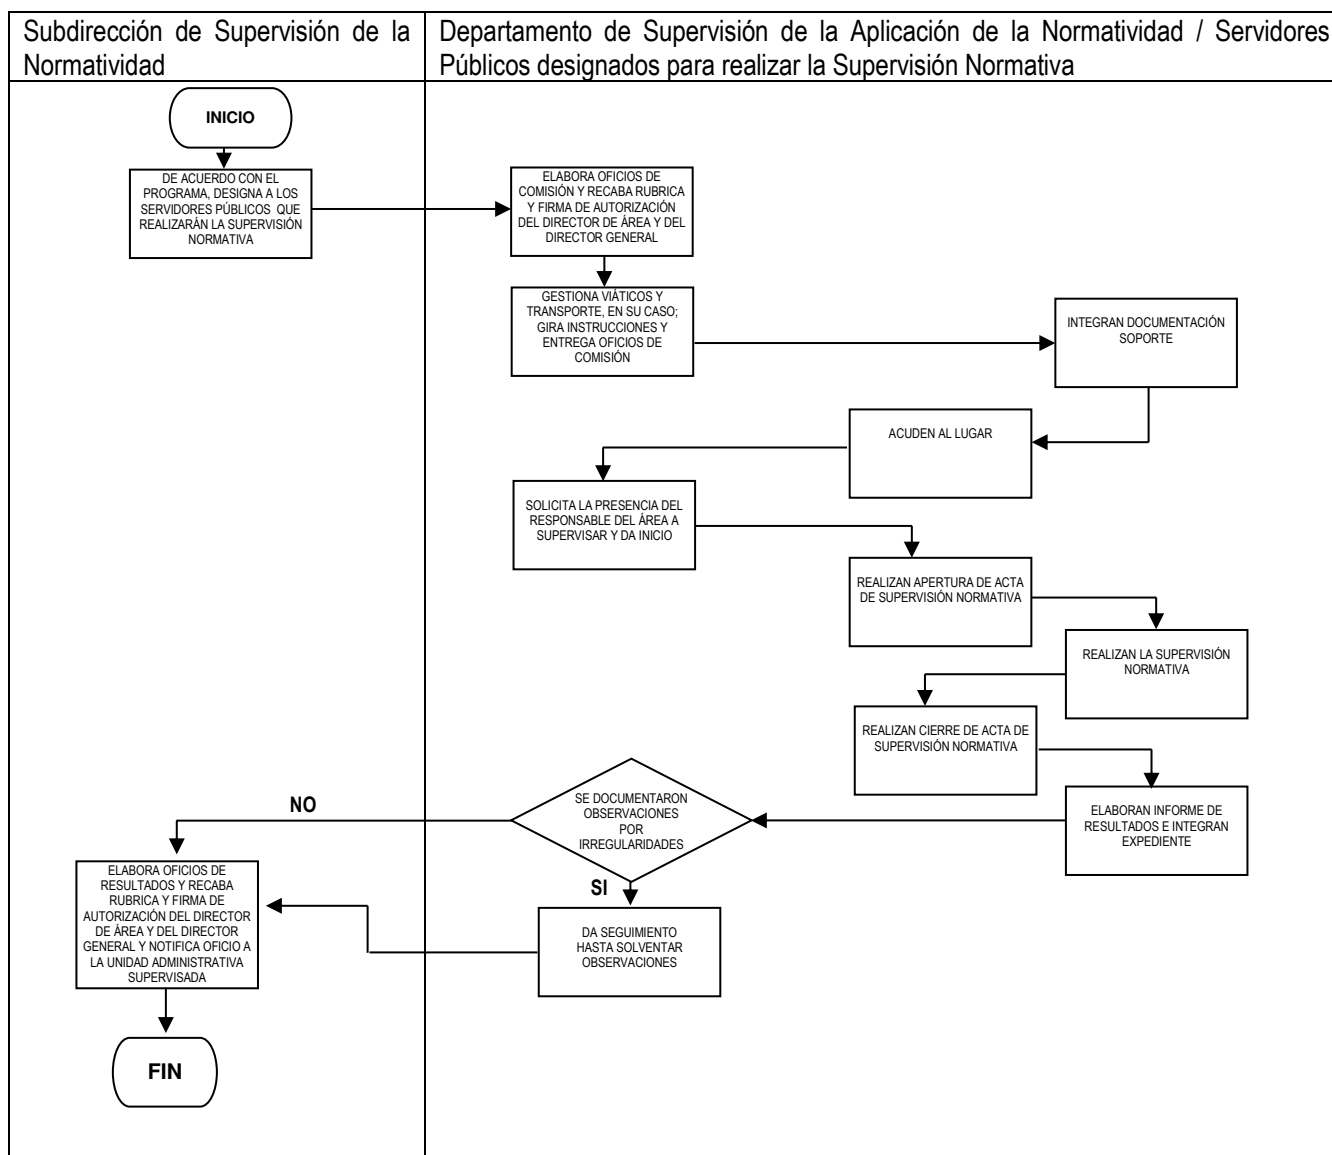 Subdirección de Supervisión de la
Normatividad
Departamento de Supervisión de la Aplicación de la Normatividad / Servidores
Públicos designados para realizar la Supervisión Normativa
INICIO
DE ACUERDO CON EL
PROGRAMA, DESIGNA A LOS
SERVIDORES PÚBLICOS QUE
REALIZARÁN LA SUPERVISIÓN
NORMATIVA
ELABORA OFICIOS DE
COMISIÓN Y RECABA RUBRICA
Y FIRMA DE AUTORIZACIÓN
DEL DIRECTOR DE ÁREA Y DEL
DIRECTOR GENERAL
GESTIONA VIÁTICOS Y
TRANSPORTE, EN SU CASO;
GIRA INSTRUCCIONES Y
ENTREGA OFICIOS DE
COMISIÓN
INTEGRAN DOCUMENTACIÓN
SOPORTE
ACUDEN AL LUGAR
SOLICITA LA PRESENCIA DEL
RESPONSABLE DEL ÁREA A
SUPERVISAR Y DA INICIO
REALIZAN APERTURA DE ACTA
DE SUPERVISIÓN NORMATIVA
REALIZAN LA SUPERVISIÓN
NORMATIVA
REALIZAN CIERRE DE ACTA DE
SUPERVISIÓN NORMATIVA
ELABORAN INFORME DE
RESULTADOS E INTEGRAN
EXPEDIENTE
SE DOCUMENTARON
OBSERVACIONES
POR
IRREGULARIDADES
NO
SI
DA SEGUIMIENTO
HASTA SOLVENTAR
OBSERVACIONES
ELABORA OFICIOS DE
RESULTADOS Y RECABA
RUBRICA Y FIRMA DE
AUTORIZACIÓN DEL DIRECTOR
DE ÁREA Y DEL DIRECTOR
GENERAL Y NOTIFICA OFICIO A
LA UNIDAD ADMINISTRATIVA
SUPERVISADA
FIN